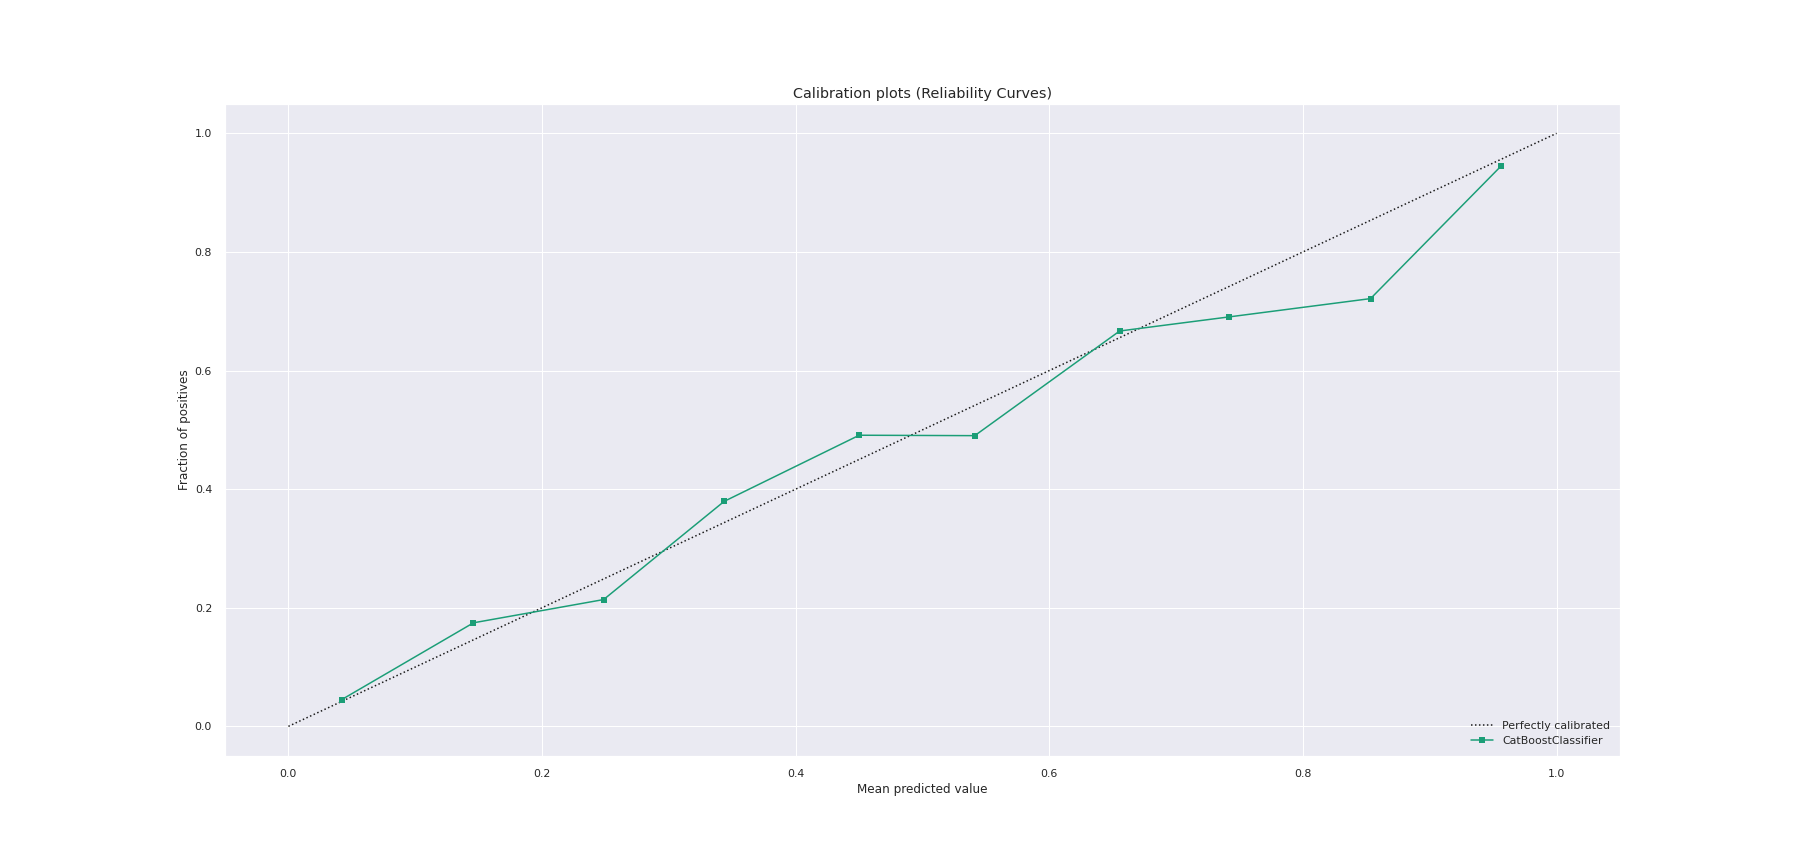 Calibration plots (Reliability Curves)
1.0
0.8
0.6
0.4
0.2
0.0
Fraction of positives
Perfectly calibrated
CatBoostClassifier
0.0 0.2 0.4 0.6 0.8 1.0
Mean predicted value